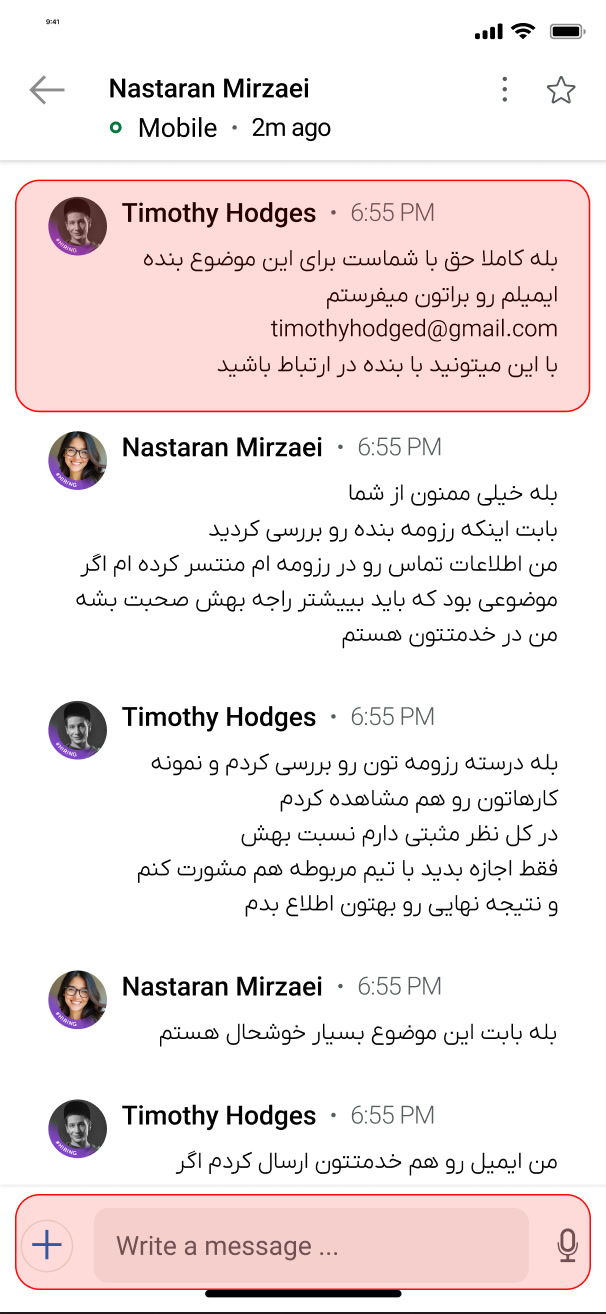 9:41
Nastaran Mirzaei
Mobile • 2m ago
Timothy Hodges • 6:55 PM
بله کاملا حق با شماست برای این موضوع بنده
ایمیلم رو براتون میفرستم
timothyhodged@gmail.com
با این میتونید با بنده در ارتباط باشید
#HIRING
Nastaran Mirzaei • 6:55 PM
بله خیلی ممنون از شما
بابت اینکه رزومه بنده رو بررسی کردید
من اطلاعات تماس رو در رزومه ام منتسر کرده ام اگر
موضوعی بود که باید بییشتر راجه بهش صحبت بشه
من در خدمتتون هستم
#HIRING
Timothy Hodges • 6:55 PM
بله درسته رزومه تون رو بررسی کردم و نمونه
کارهاتون رو هم مشاهده کردم
در کل نظر مثبتی دارم نسبت بهش
فقط اجازه بدید با تیم مربوطه هم مشورت کنم
و نتیجه نهایی رو بهتون اطلاع بدم
#HIRING
Nastaran Mirzaei • 6:55 PM
بله بابت این موضوع بسیار خوشحال هستم
#HIRING
Timothy Hodges • 6:55 PM
من ایمیل رو هم خدمتتون ارسال کردم اگر
#HIRING
Write a message ...